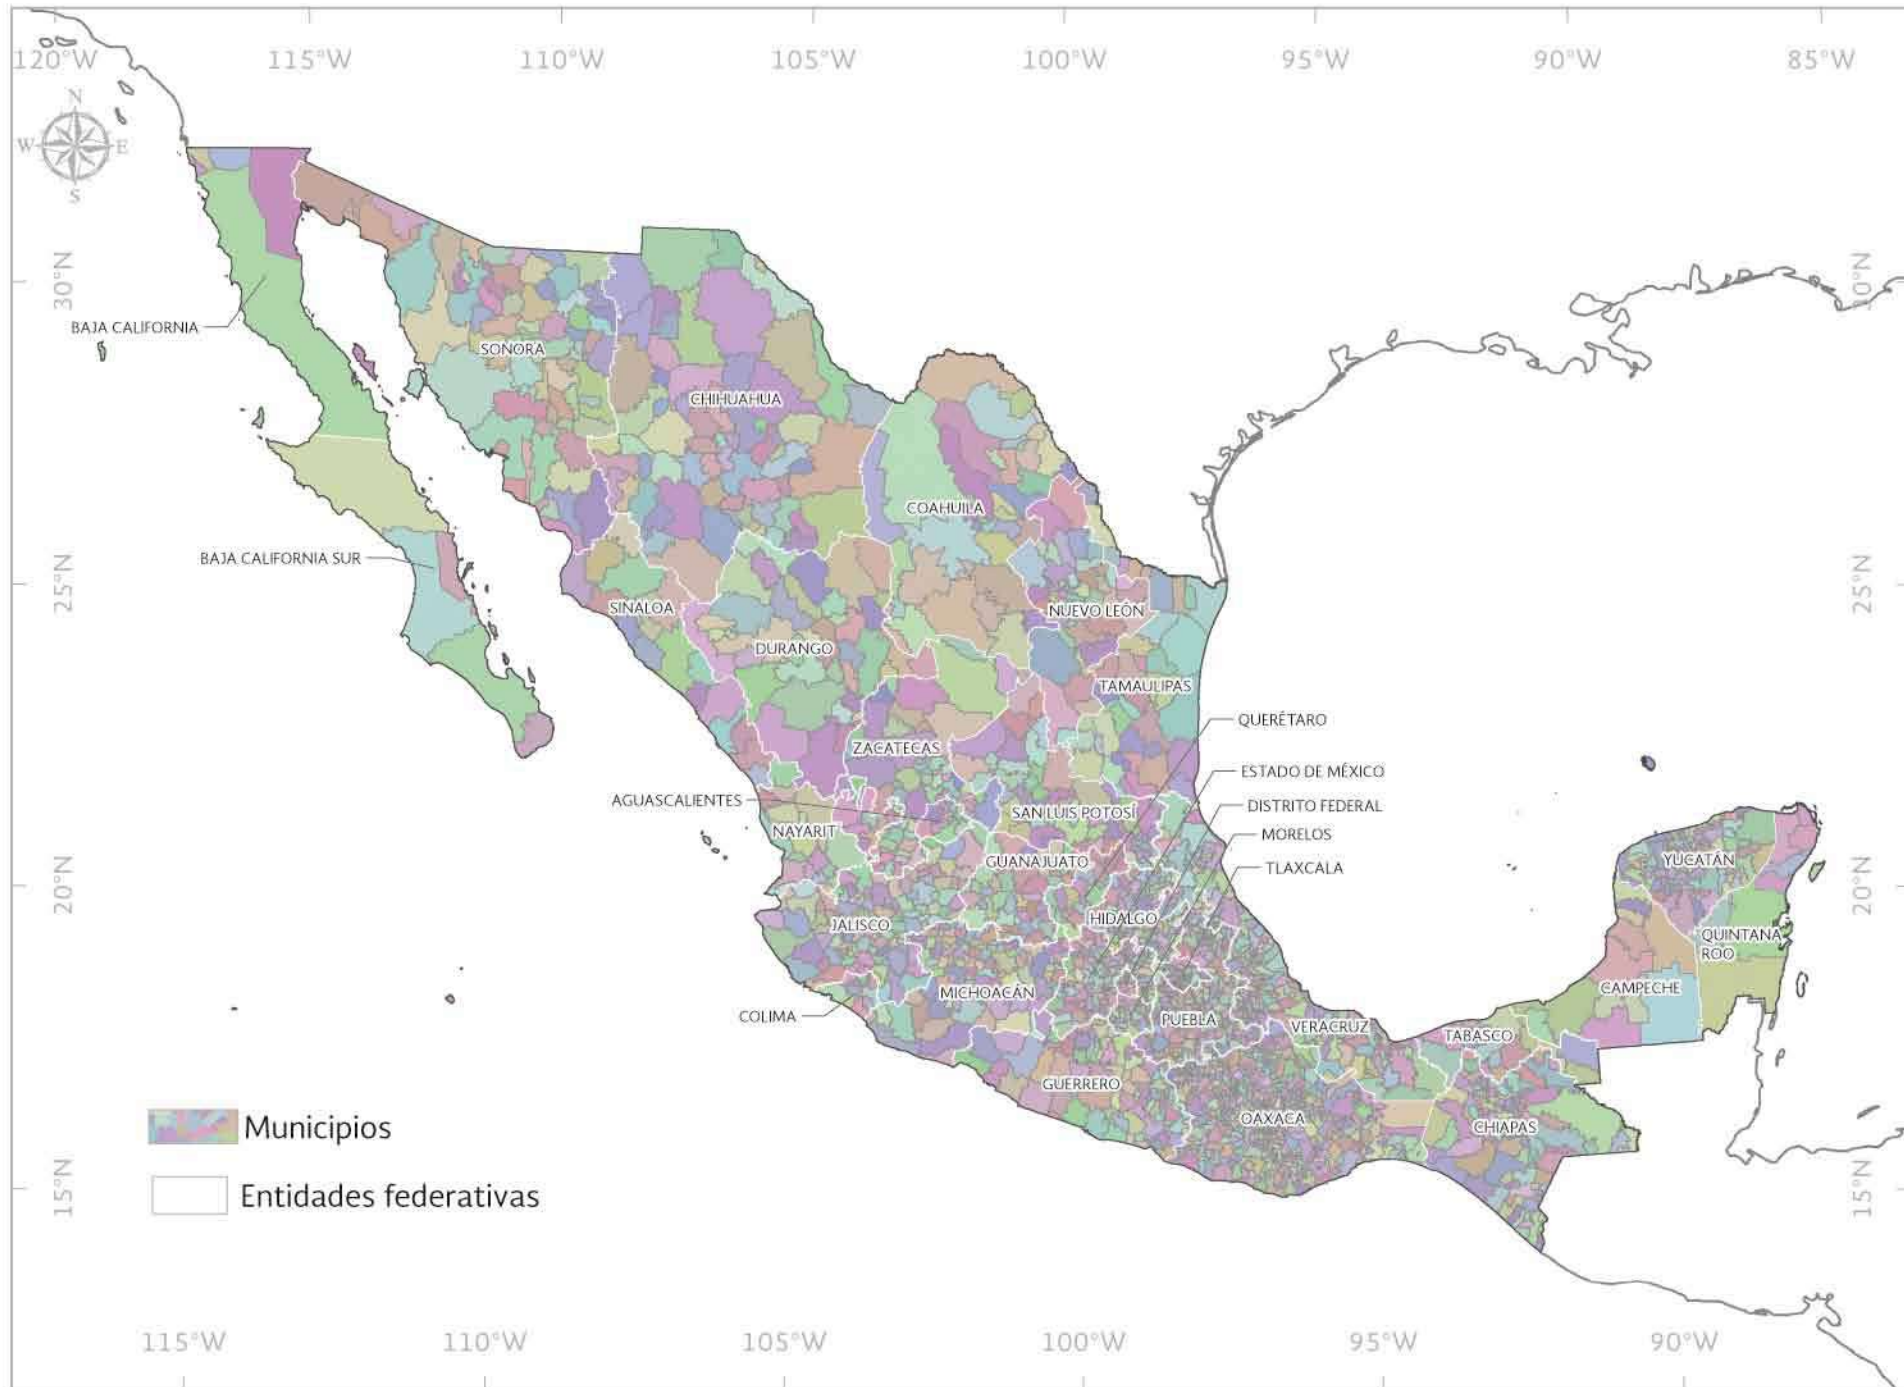 120°W 115°W 110°W 105°W 100°W 95°W 90°W 85°W
N
W E
S
30°N
30°N
BAJA CALIFORNIA
SONORA
CHIHUAHUA
COAHUILA
BAJA CALIFORNIA SUR
25°N
25°N
SINALOA
NUEVO LEÓN
DURANGO
TAMAULIPAS
QUERÉTARO
ZACATECAS
ESTADO DE MÉXICO
AGUASCALIENTES
DISTRITO FEDERAL
SAN LUIS POTOSÍ
NAYARIT
MORELOS
GUANAJUATO
YUCATÁN
TLAXCALA
20°N
20°N
HIDALGO
JALISCO
QUINTANA
ROO
CAMPECHE
MICHOACÁN
COLIMA
PUEBLA
VERACRUZ
TABASCO
GUERRERO
OAXACA
CHIAPAS
Municipios
Entidades federativas
15°N
15°N
115°W 110°W 105°W 100°W 95°W 90°W